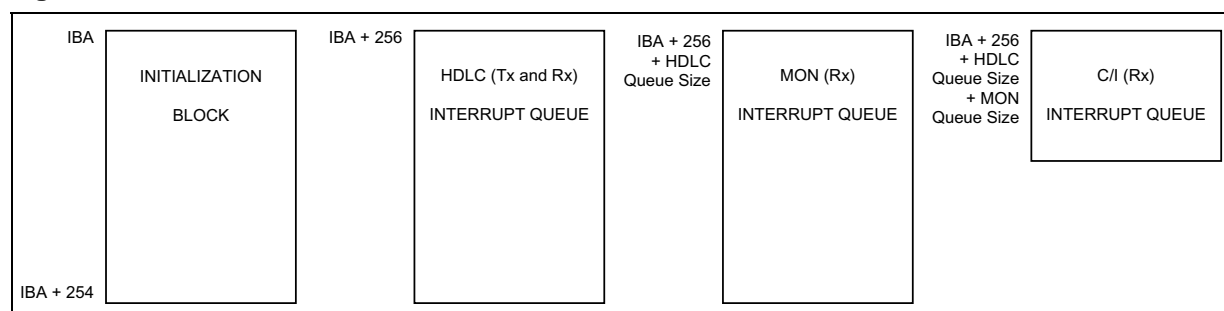 IBA
INITIALIZATION
BLOCK
IBA + 254
IBA + 256
HDLC (Tx and Rx)
INTERRUPT QUEUE
IBA + 256
+ HDLC
Queue Size
MON (Rx)
INTERRUPT QUEUE
IBA + 256
+ HDLC
Queue Size
+ MON
Queue Size
C/I (Rx)
INTERRUPT QUEUE